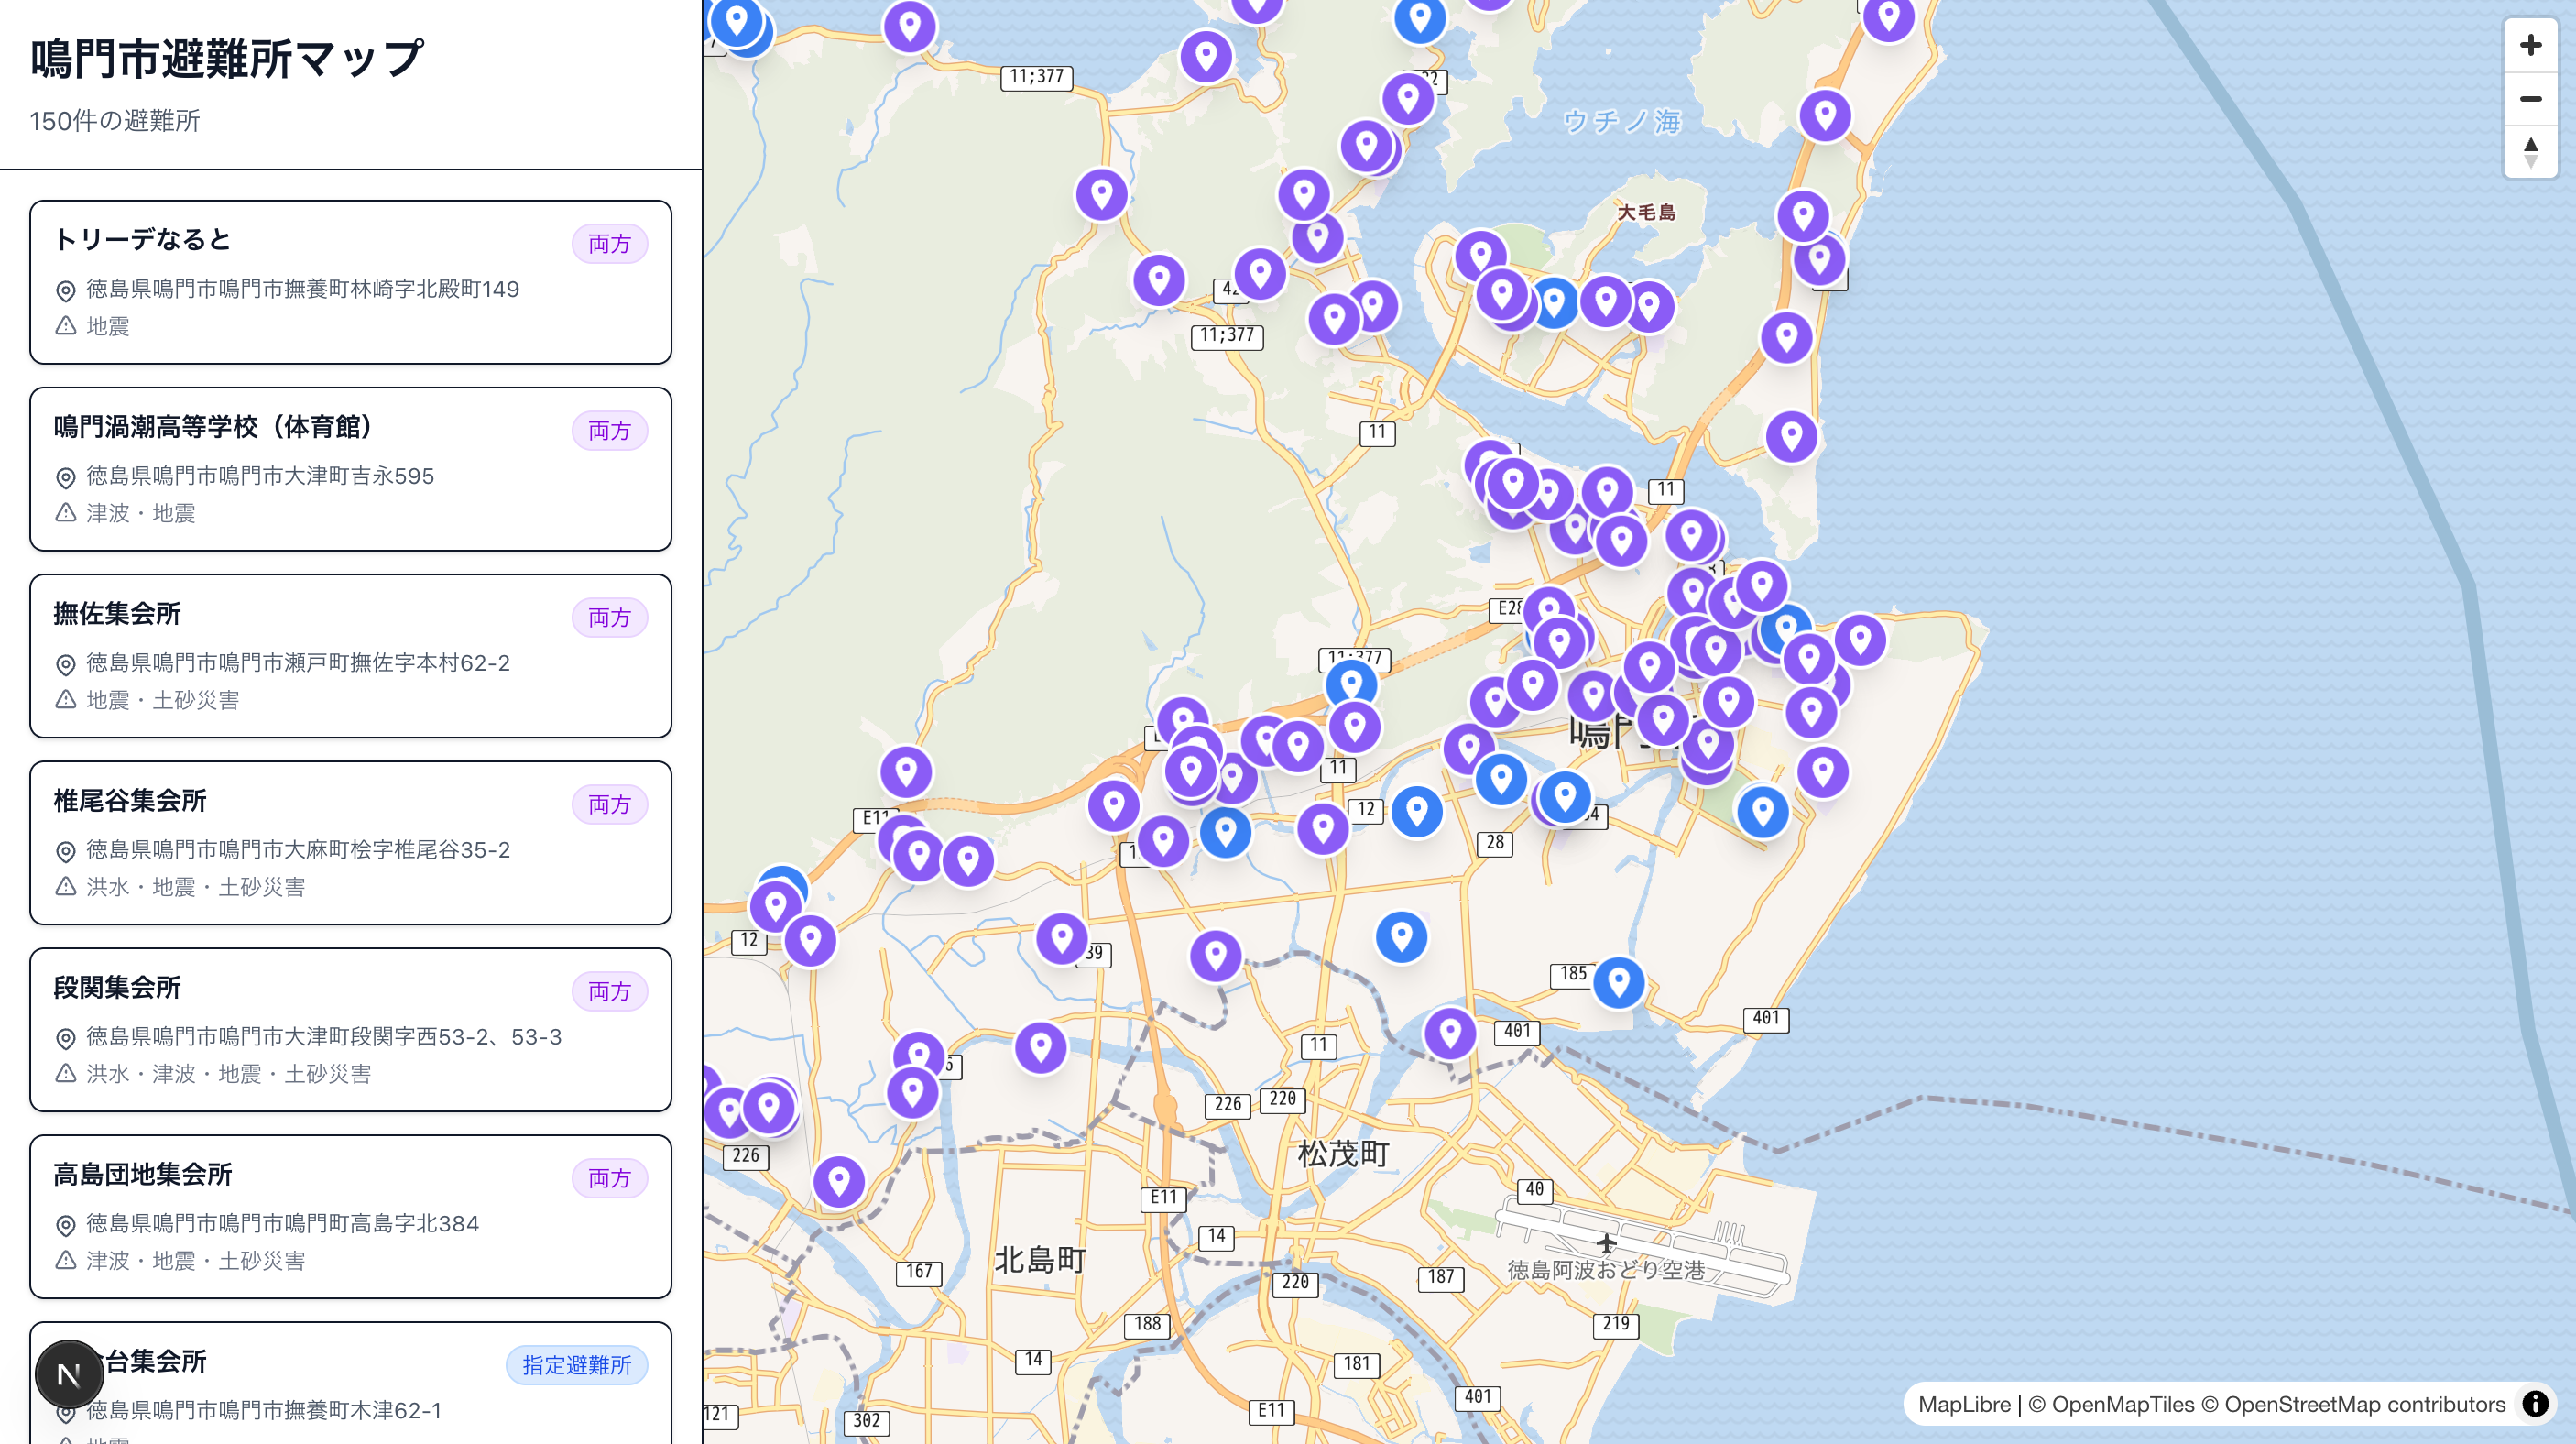 鳴門市避難所マップ
150件の避難所
トリーデなると
両方
徳島県鳴門市鳴門市撫養町林崎字北殿町149
地震
鳴門渦潮高等学校（体育館）
両方
徳島県鳴門市鳴門市大津町吉永595
津波・地震
撫佐集会所
両方
徳島県鳴門市鳴門市瀬戸町撫佐字本村62-2
地震・土砂災害
椎尾谷集会所
両方
徳島県鳴門市鳴門市大麻町桧字椎尾谷35-2
洪水・地震・土砂災害
段関集会所
両方
徳島県鳴門市鳴門市大津町段関字西53-2、53-3
洪水・津波・地震・土砂災害
高島団地集会所
両方
徳島県鳴門市鳴門市鳴門町高島字北384
津波・地震・土砂災害
台集会所
指定避難所
徳島県鳴門市鳴門市撫養町木津62-1
N
11;377
ウチノ海
大毛島
11;377
11
11
E28
11;377
鳴門
11
12
E11
28
12
39
185
401
401
11
226
220
226
松茂町
E11
40
14
北島町
徳島阿波おどり空港
167
220
187
188
219
14
181
401
121
302
E11
MapLibre | © OpenMapTiles © OpenStreetMap contributors